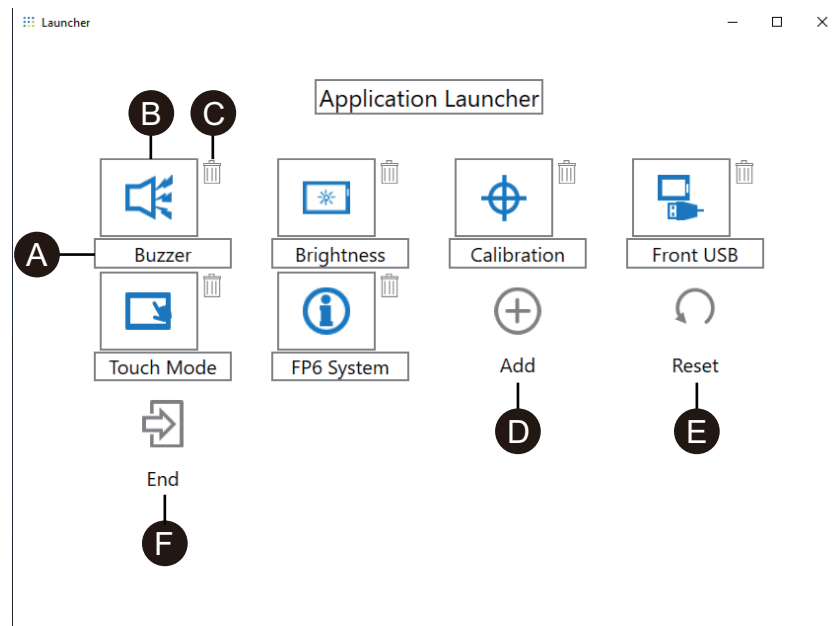 Launcher
Application Launcher
B C
A
Buzzer Brightness Calibration Front USB
Touch Mode FP6 System Add Reset
D E
End
F